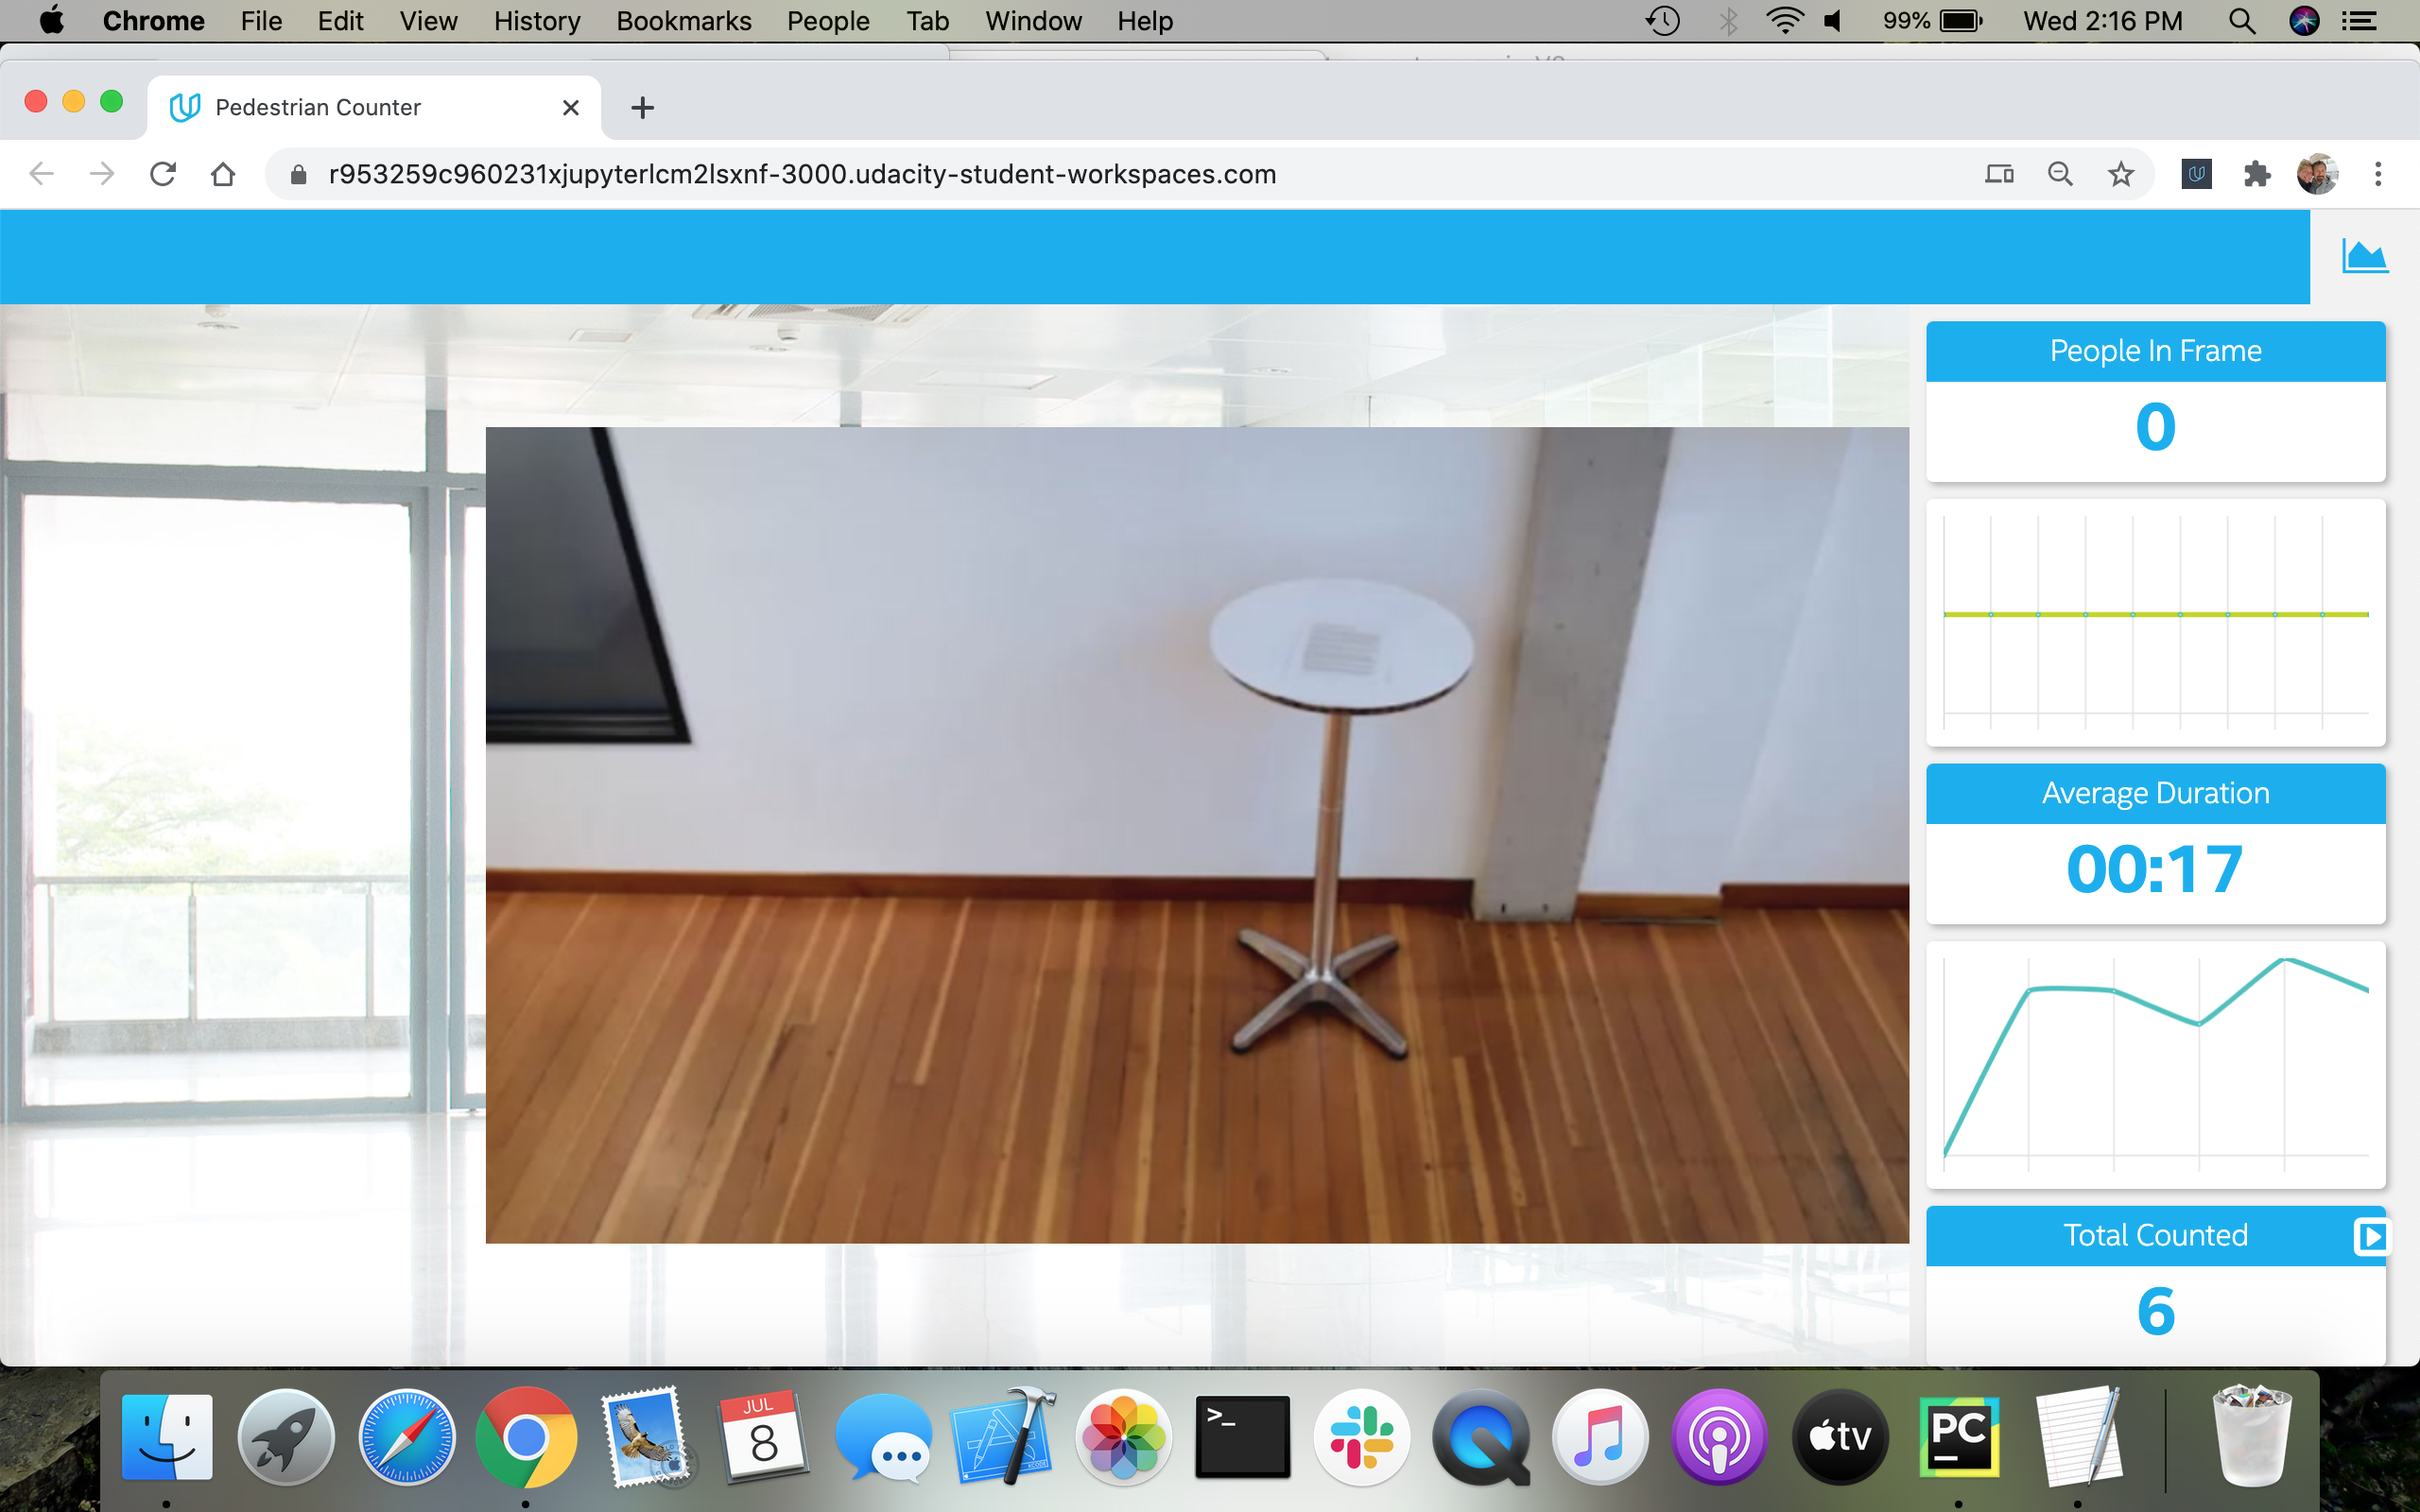 Chrome File Edit View History Bookmarks People Tab Window Help 99% Wed 2:16 PM
Pedestrian Counter
r953259c960231xjupyterlcm2lsxnf-3000.udacity-student-workspaces.com
People In Frame
0
Average Duration
00:17
Total Counted
6
JUL
8
>_
tv
PC